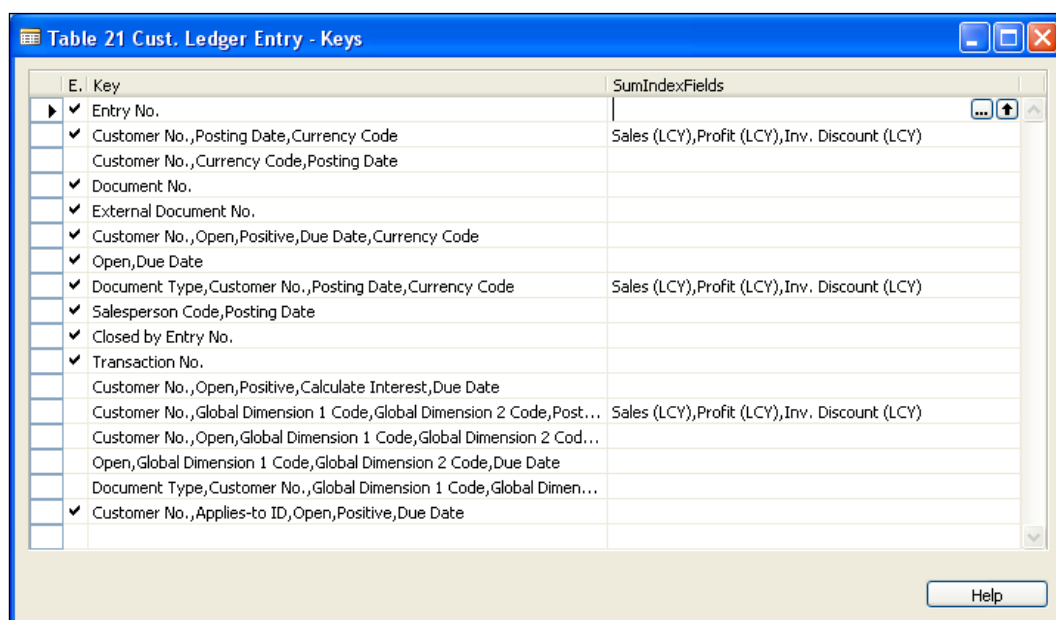 Table 21 Cust. Ledger Entry - Keys
E. Key SumIndexFields
Entry No.
Customer No.,Posting Date,Currency Code Sales (LCY),Profit (LCY),Inv. Discount (LCY)
Customer No.,Currency Code,Posting Date
Document No.
External Document No.
Customer No.,Open,Positive,Due Date,Currency Code
Open,Due Date
Document Type,Customer No.,Posting Date,Currency Code Sales (LCY),Profit (LCY),Inv. Discount (LCY)
Salesperson Code,Posting Date
Closed by Entry No.
Transaction No.
Customer No.,Open,Positive,Calculate Interest,Due Date
Customer No.,Global Dimension 1 Code,Global Dimension 2 Code,Post... Sales (LCY),Profit (LCY),Inv. Discount (LCY)
Customer No.,Open,Global Dimension 1 Code,Global Dimension 2 Cod...
Open,Global Dimension 1 Code,Global Dimension 2 Code,Due Date
Document Type,Customer No.,Global Dimension 1 Code,Global Dimen...
Customer No.,Applies-to ID,Open,Positive,Due Date
Help